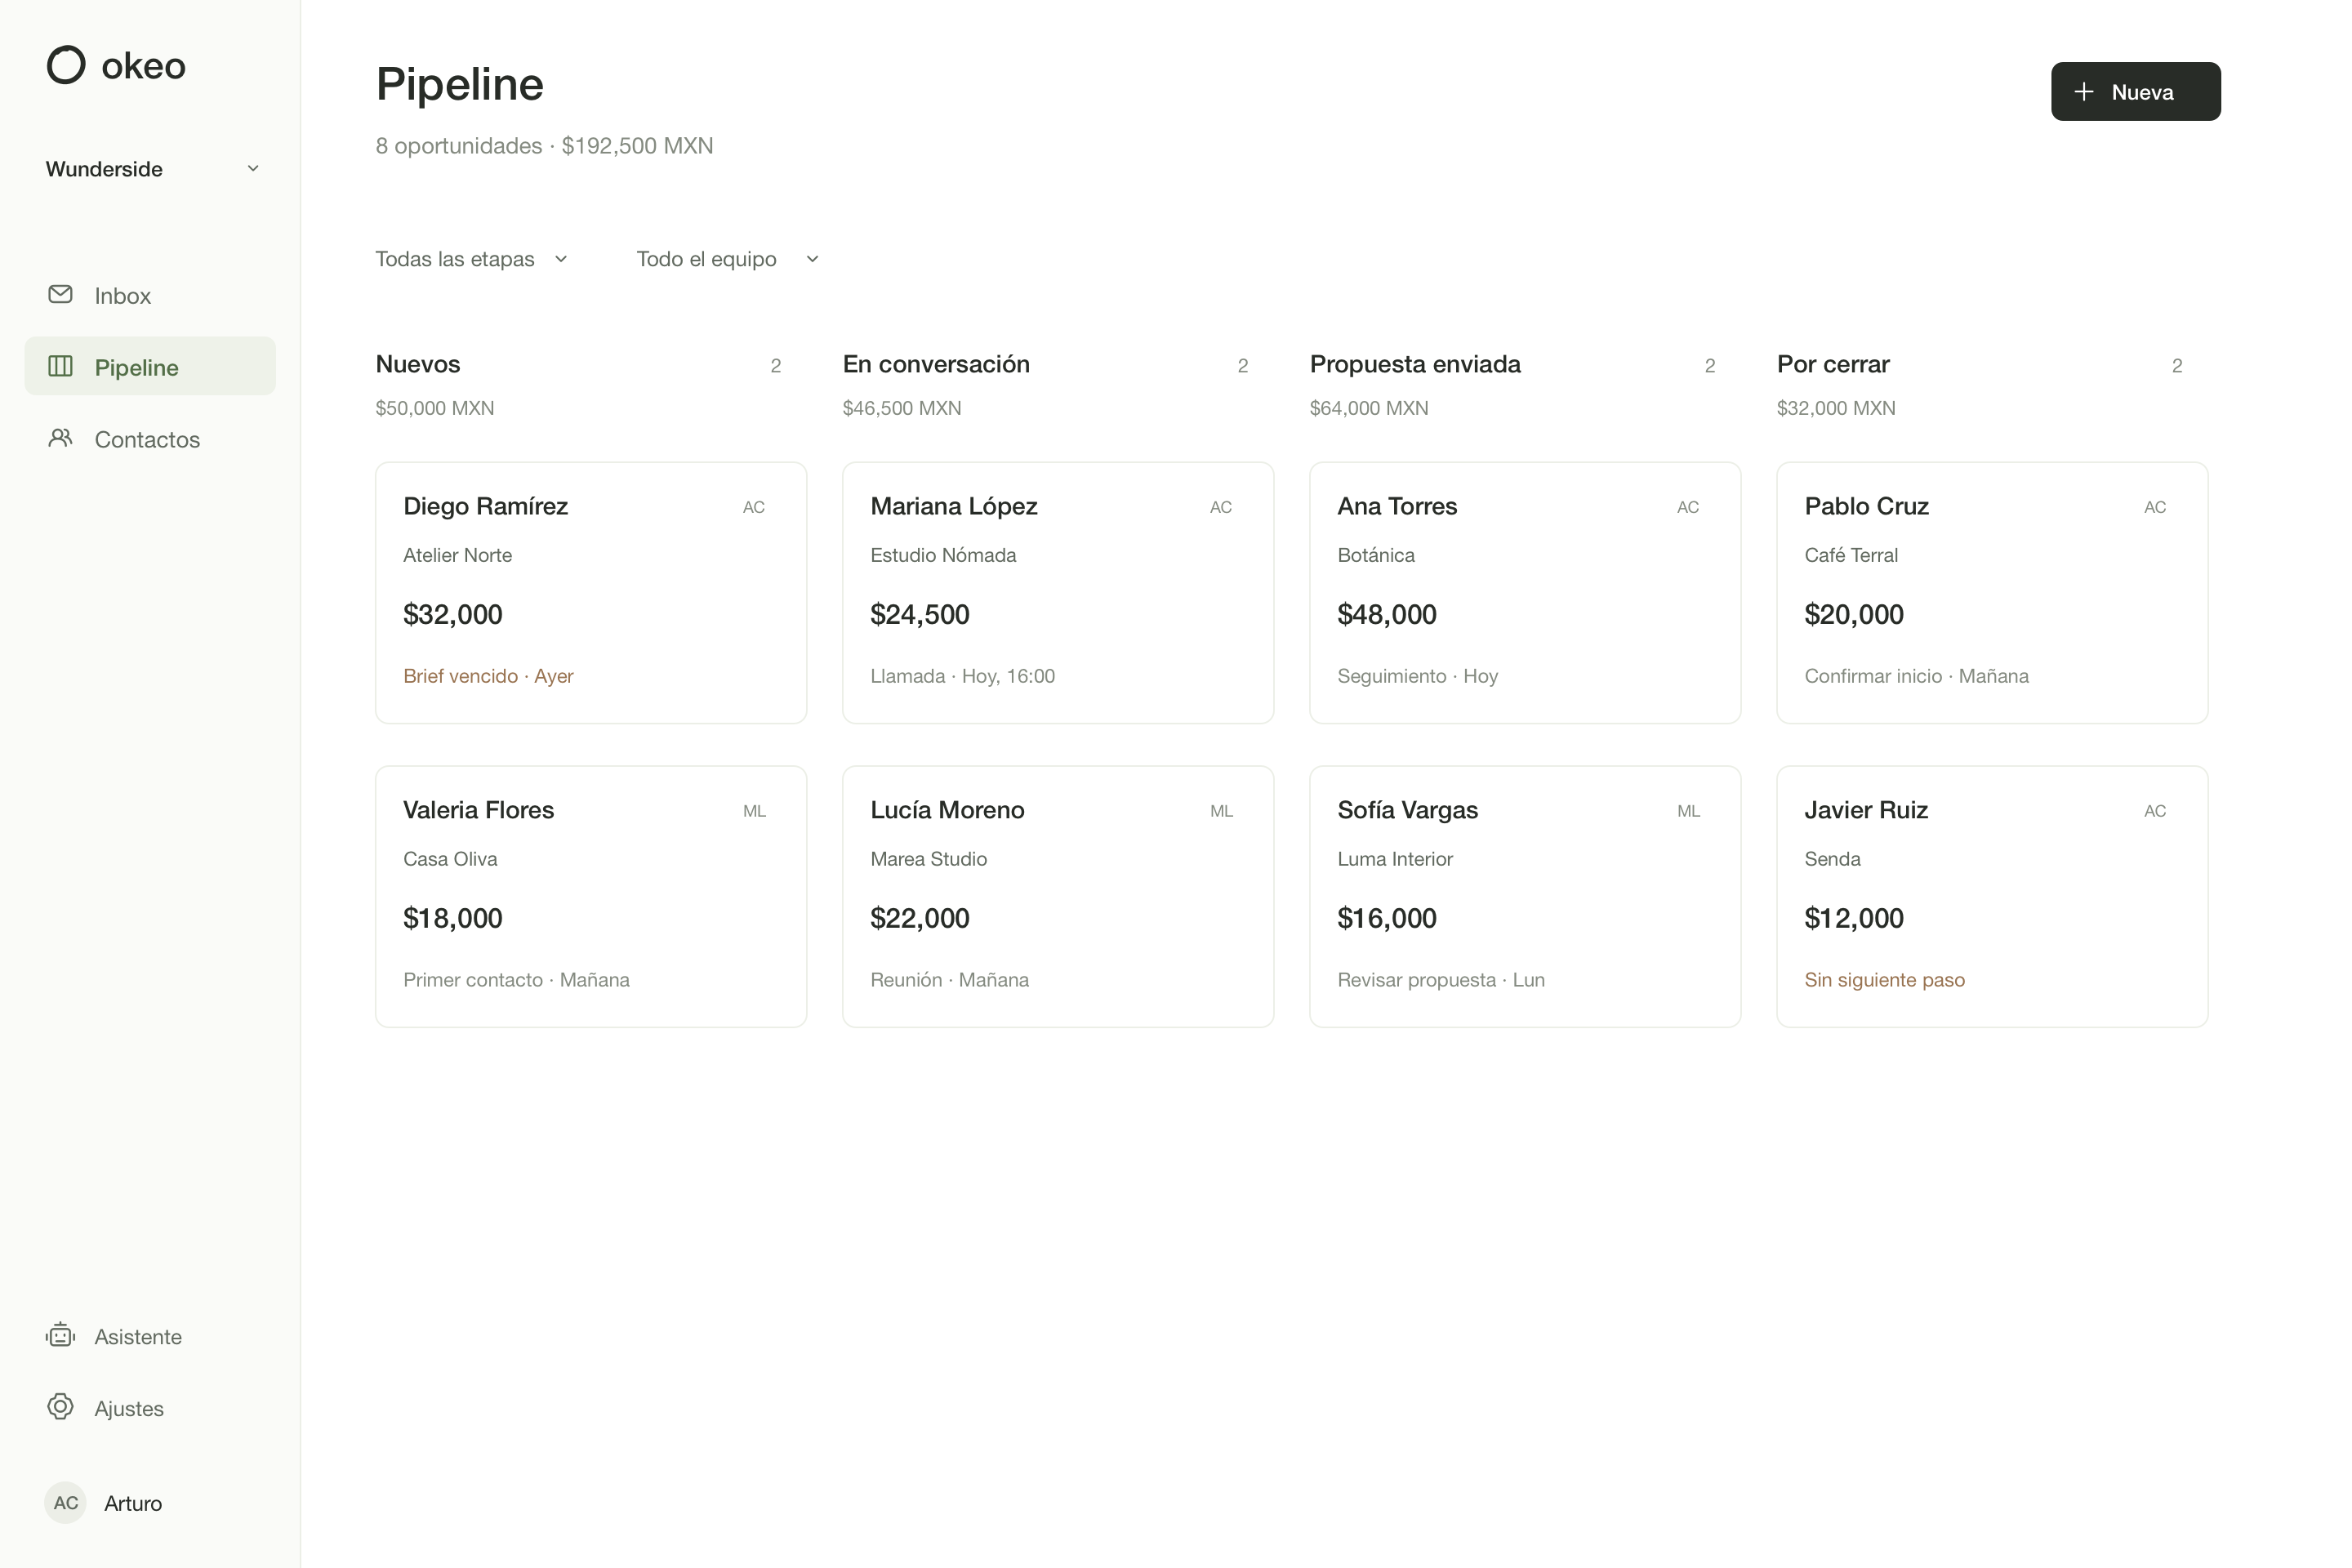 okeo
Wunderside
Inbox
Pipeline
Contactos
Asistente
Ajustes
AC Arturo
Pipeline
8 oportunidades · $192,500 MXN
Nueva
Todas las etapas
Todo el equipo
Nuevos 2
$50,000 MXN
Diego Ramírez AC
Atelier Norte
$32,000
Brief vencido · Ayer
Valeria Flores ML
Casa Oliva
$18,000
Primer contacto · Mañana
En conversación 2
$46,500 MXN
Mariana López AC
Estudio Nómada
$24,500
Llamada · Hoy, 16:00
Lucía Moreno ML
Marea Studio
$22,000
Reunión · Mañana
Propuesta enviada 2
$64,000 MXN
Ana Torres AC
Botánica
$48,000
Seguimiento · Hoy
Sofía Vargas ML
Luma Interior
$16,000
Revisar propuesta · Lun
Por cerrar 2
$32,000 MXN
Pablo Cruz AC
Café Terral
$20,000
Confirmar inicio · Mañana
Javier Ruiz AC
Senda
$12,000
Sin siguiente paso